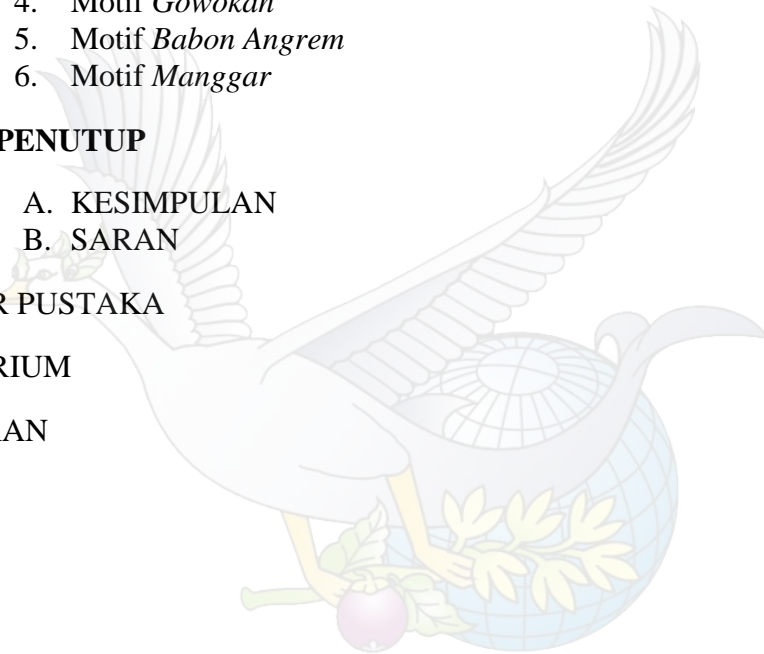 4. Motif Gowokan
5. Motif Babon Angrem
6. Motif Manggar
PENUTUP
A. KESIMPULAN
B. SARAN
R PUSTAKA
RIUM
AN